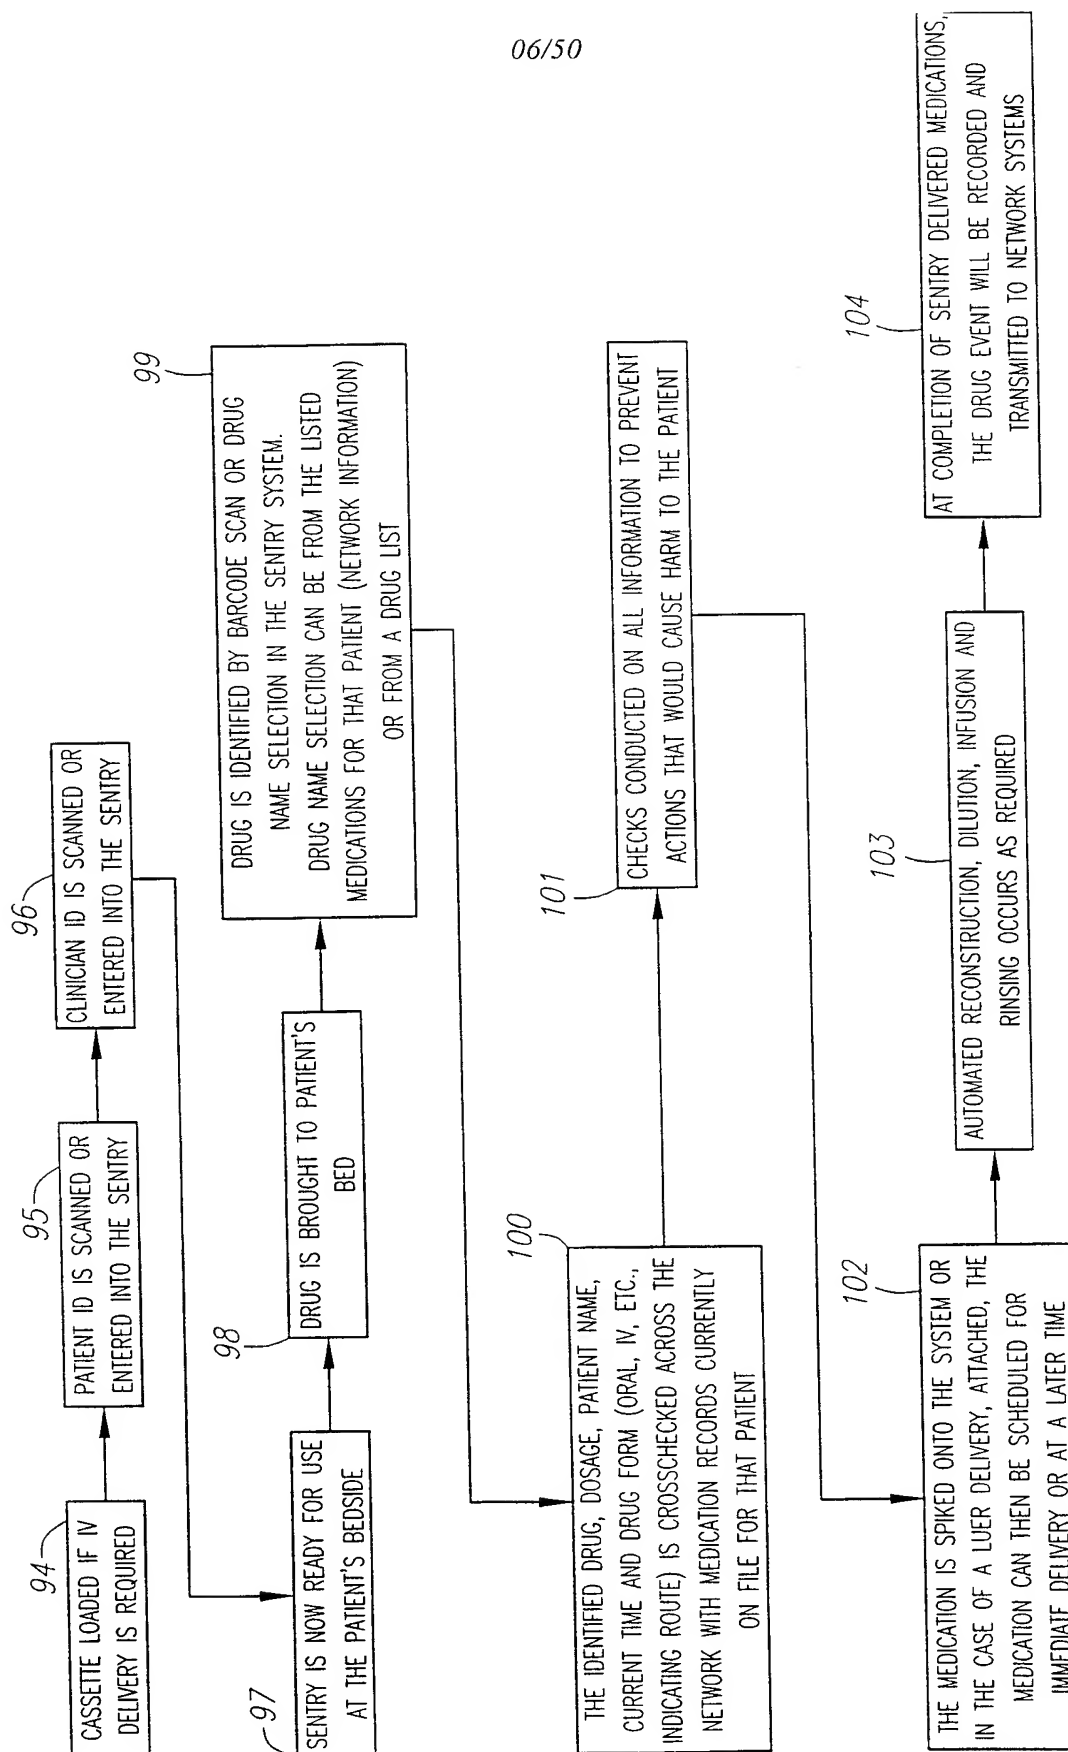 06/50
94
CASSETTE LOADED IF IV
DELIVERY IS REQUIRED
95
PATIENT ID IS SCANNED OR
ENTERED INTO THE SENTRY
96
CLINICIAN ID IS SCANNED OR
ENTERED INTO THE SENTRY
97
SENTRY IS NOW READY FOR USE
AT THE PATIENT'S BEDSIDE
98
DRUG IS BROUGHT TO PATIENT'S
BED
99
DRUG IS IDENTIFIED BY BARCODE SCAN OR DRUG
NAME SELECTION IN THE SENTRY SYSTEM.
DRUG NAME SELECTION CAN BE FROM THE LISTED
MEDICATIONS FOR THAT PATIENT (NETWORK INFORMATION)
OR FROM A DRUG LIST
100
THE IDENTIFIED DRUG, DOSAGE, PATIENT NAME,
CURRENT TIME AND DRUG FORM (ORAL, IV, ETC.,
INDICATING ROUTE) IS CROSSCHECKED ACROSS THE
NETWORK WITH MEDICATION RECORDS CURRENTLY
ON FILE FOR THAT PATIENT
101
CHECKS CONDUCTED ON ALL INFORMATION TO PREVENT
ACTIONS THAT WOULD CAUSE HARM TO THE PATIENT
102
THE MEDICATION IS SPIKED ONTO THE SYSTEM OR
IN THE CASE OF A LUER DELIVERY, ATTACHED, THE
MEDICATION CAN THEN BE SCHEDULED FOR
IMMEDIATE DELIVERY OR AT A LATER TIME
103
AUTOMATED RECONSTRUCTION, DILUTION, INFUSION AND
RINSING OCCURS AS REQUIRED
104
AT COMPLETION OF SENTRY DELIVERED MEDICATIONS,
THE DRUG EVENT WILL BE RECORDED AND
TRANSMITTED TO NETWORK SYSTEMS